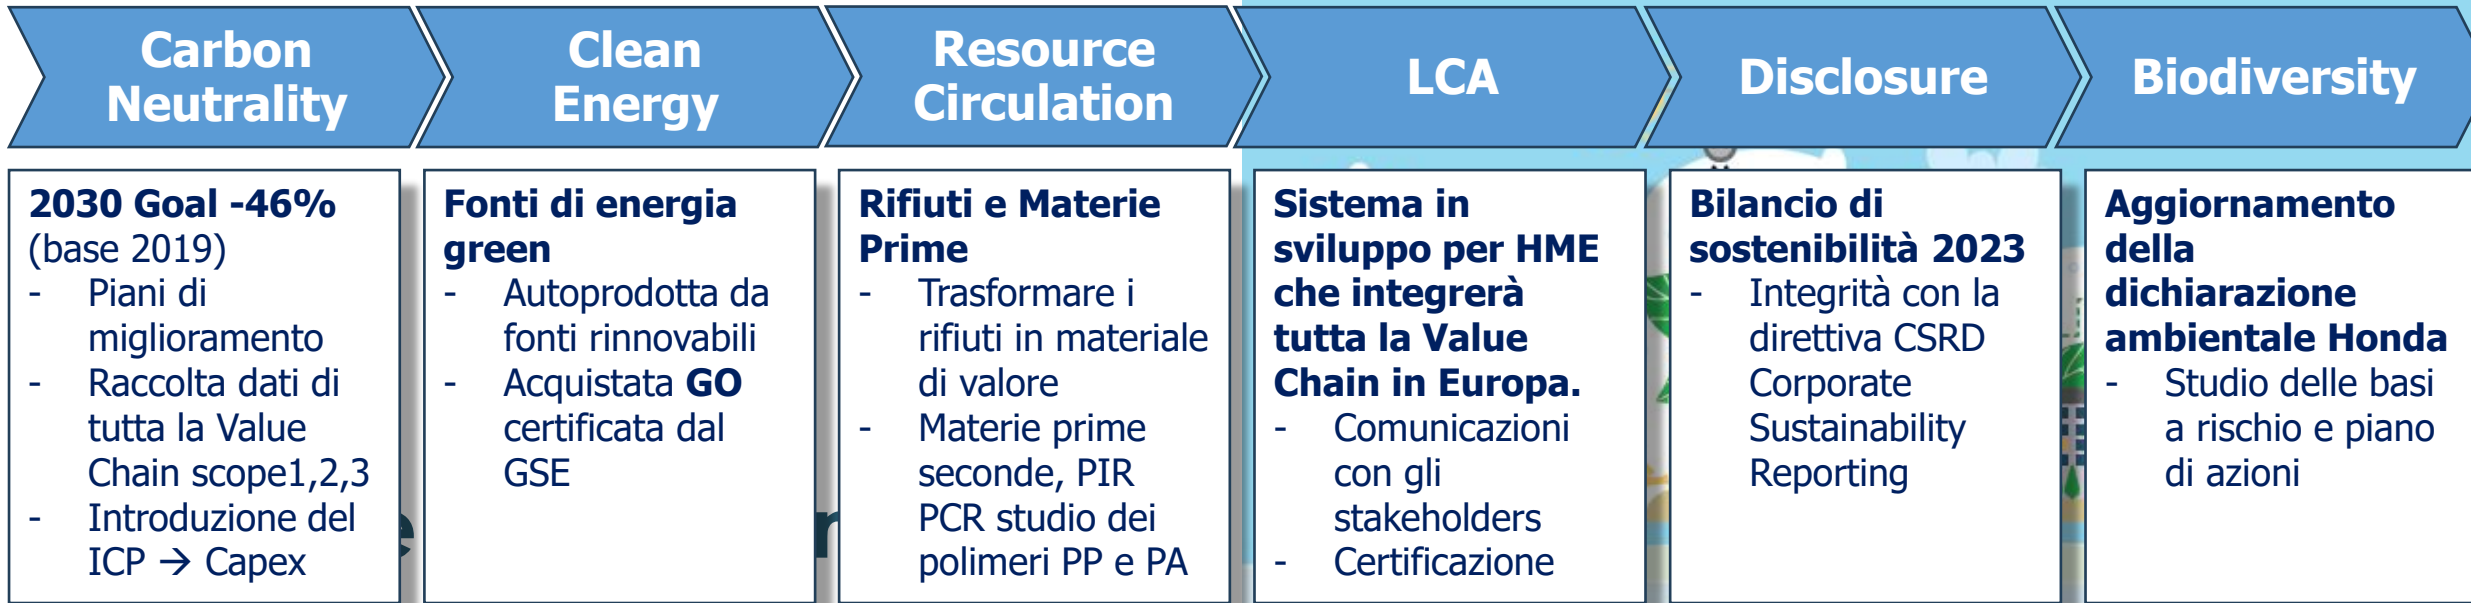 Carbon
Neutrality
Clean
Energy
Resource
Circulation
LCA
Disclosure
Biodiversity
2030 Goal -46%
(base 2019)
- Piani di
miglioramento
- Raccolta dati di
tutta la Value
Chain scope1,2,3
- Introduzione del
ICP → Capex
Fonti di energia
green
- Autoprodotta da
fonti rinnovabili
- Acquistata GO
certificata dal
GSE
Rifiuti e Materie
Prime
- Trasformare i
rifiuti in materiale
di valore
- Materie prime
seconde, PIR
PCR studio dei
polimeri PP e PA
Sistema in
sviluppo per HME
che integrerà
tutta la Value
Chain in Europa.
- Comunicazioni
con gli
stakeholders
- Certificazione
Bilancio di
sostenibilità 2023
- Integrità con la
direttiva CSRD
Corporate
Sustainability
Reporting
Aggiornamento
della
dichiarazione
ambientale Honda
- Studio delle basi
a rischio e piano
di azioni